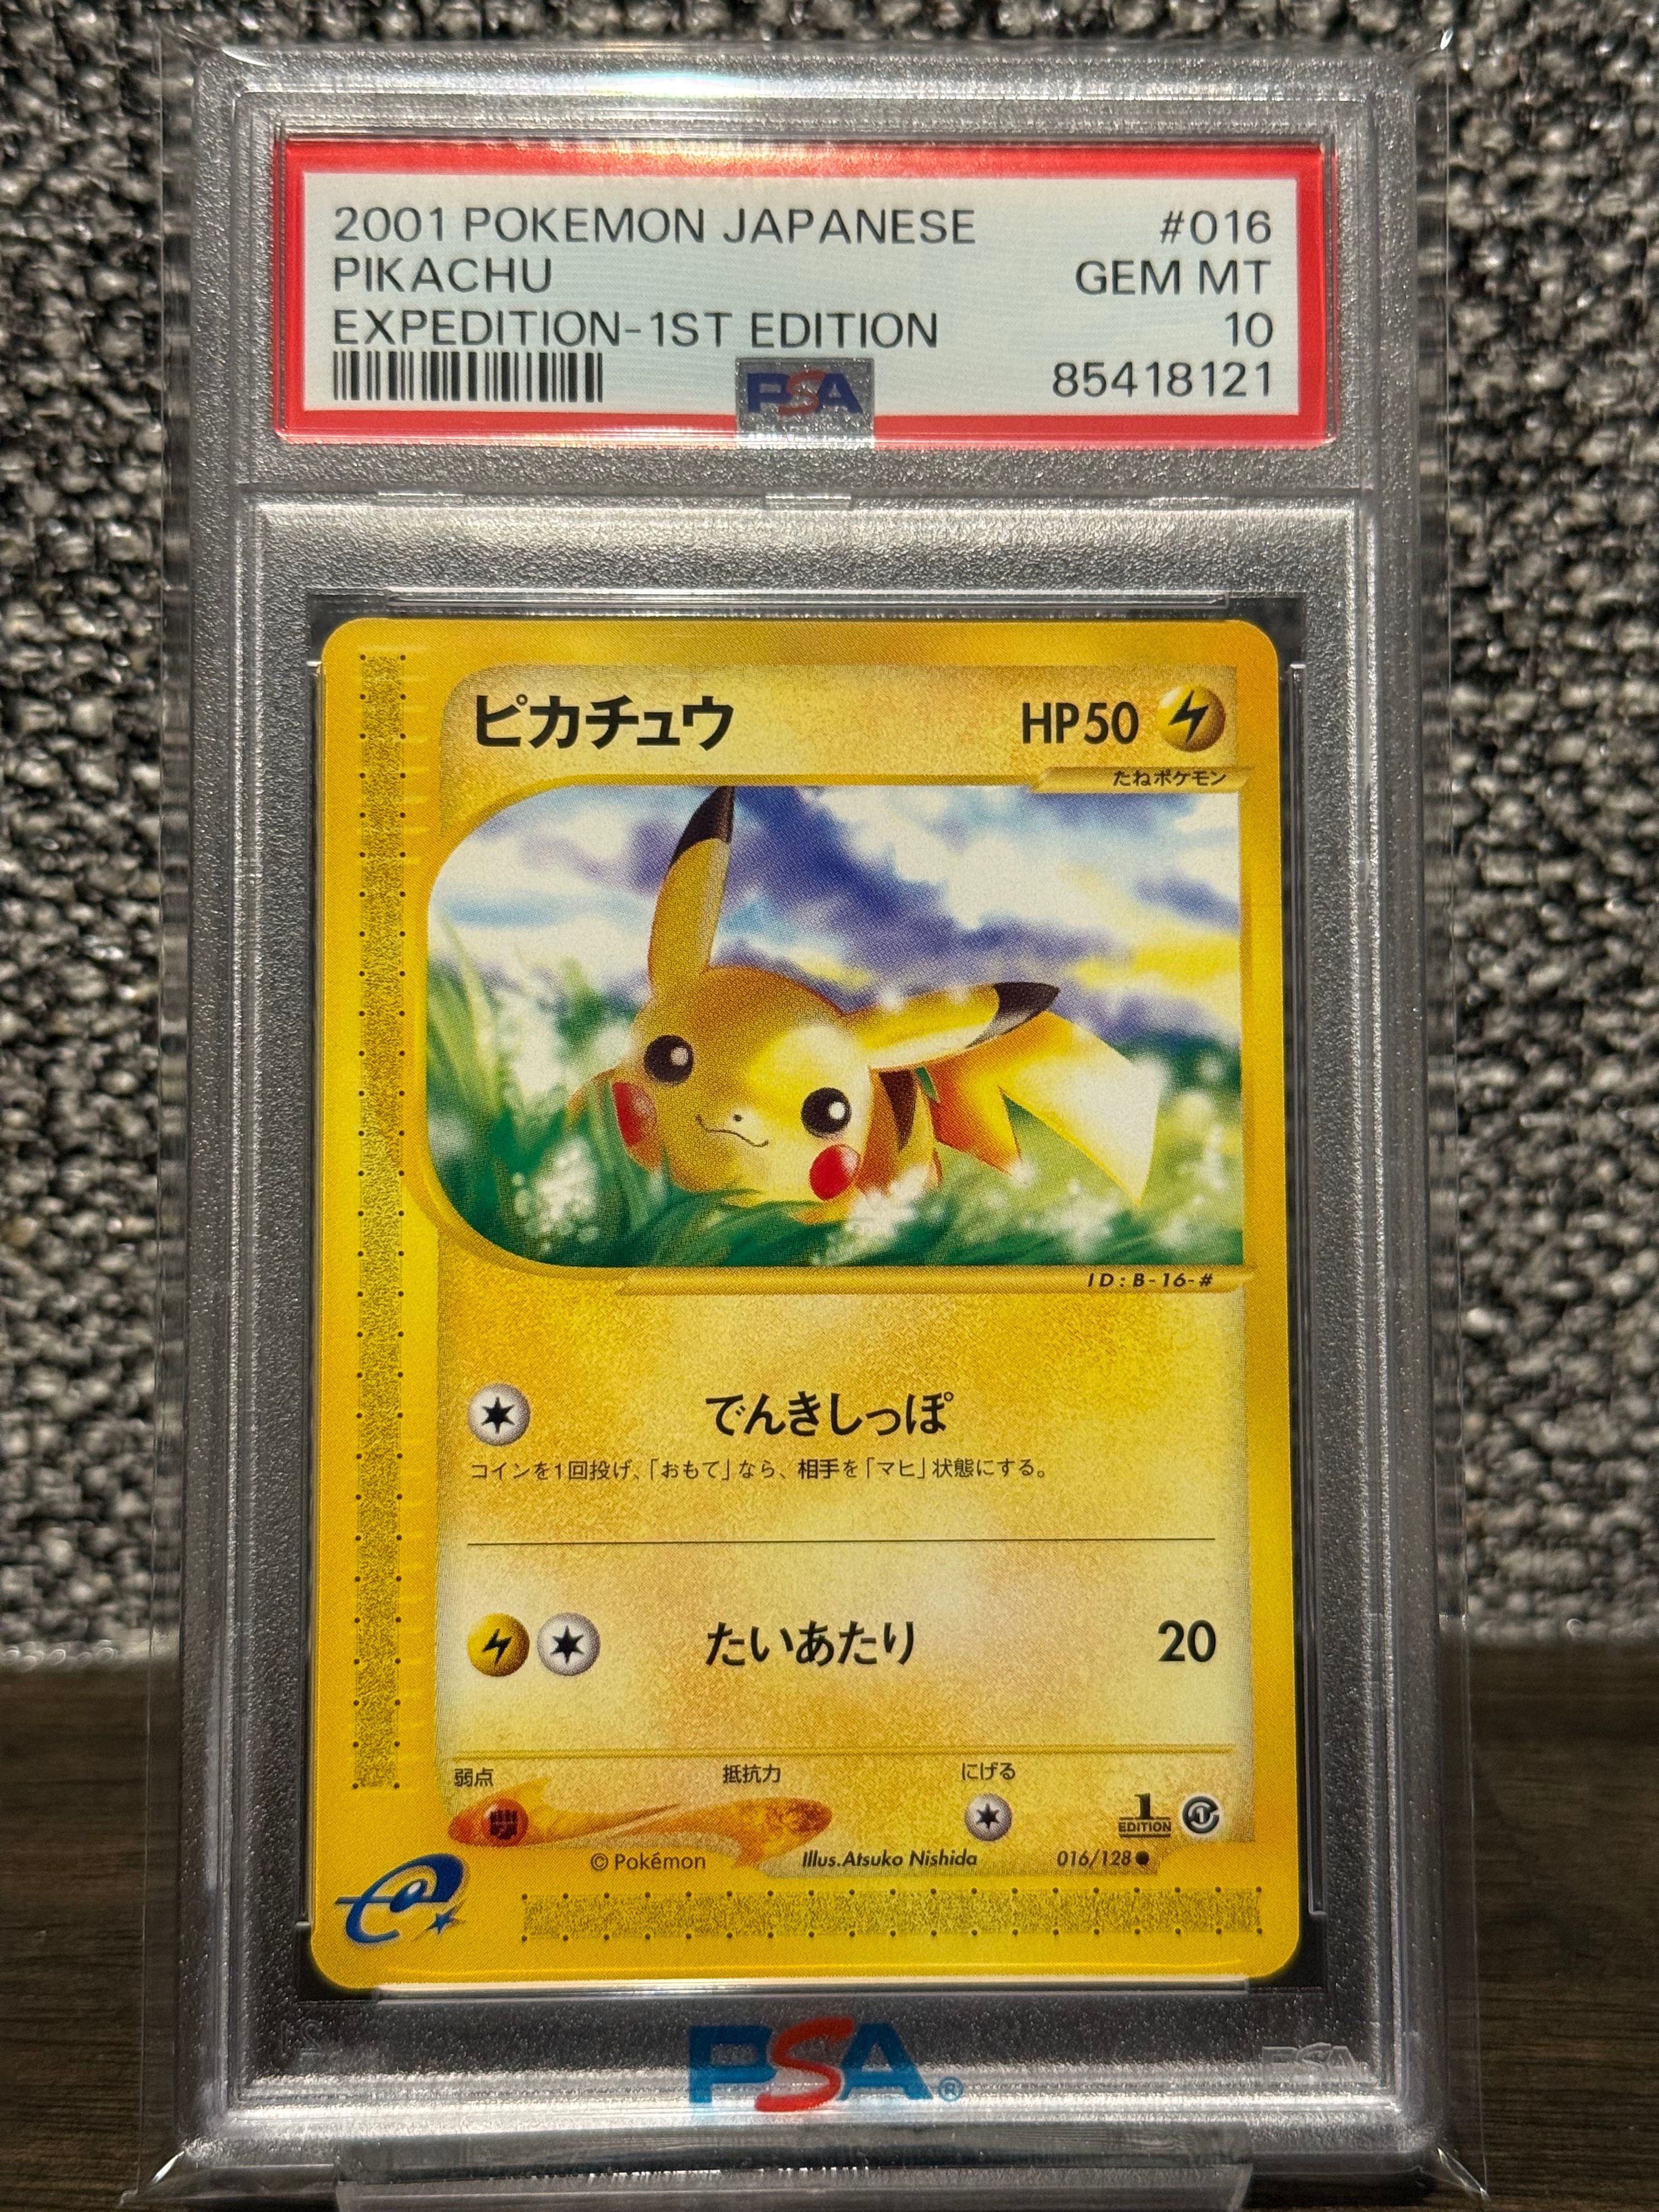 2001 POKEMON JAPANESE #016
PIKACHU GEM MT
EXPEDITION-1ST EDITION 10
PSA 85418121
ピカチュウ HP50
たねポケモン
ID:B-16-#
でんきしっぽ
コインを1回投げ、「おもて」なら、相手を「マヒ」状態にする。
たいあたり 20
弱点 抵抗力 にげる
1 EDITION
© Pokémon Illus.Atsuko Nishida 016/128●
e
PSA®
PSA